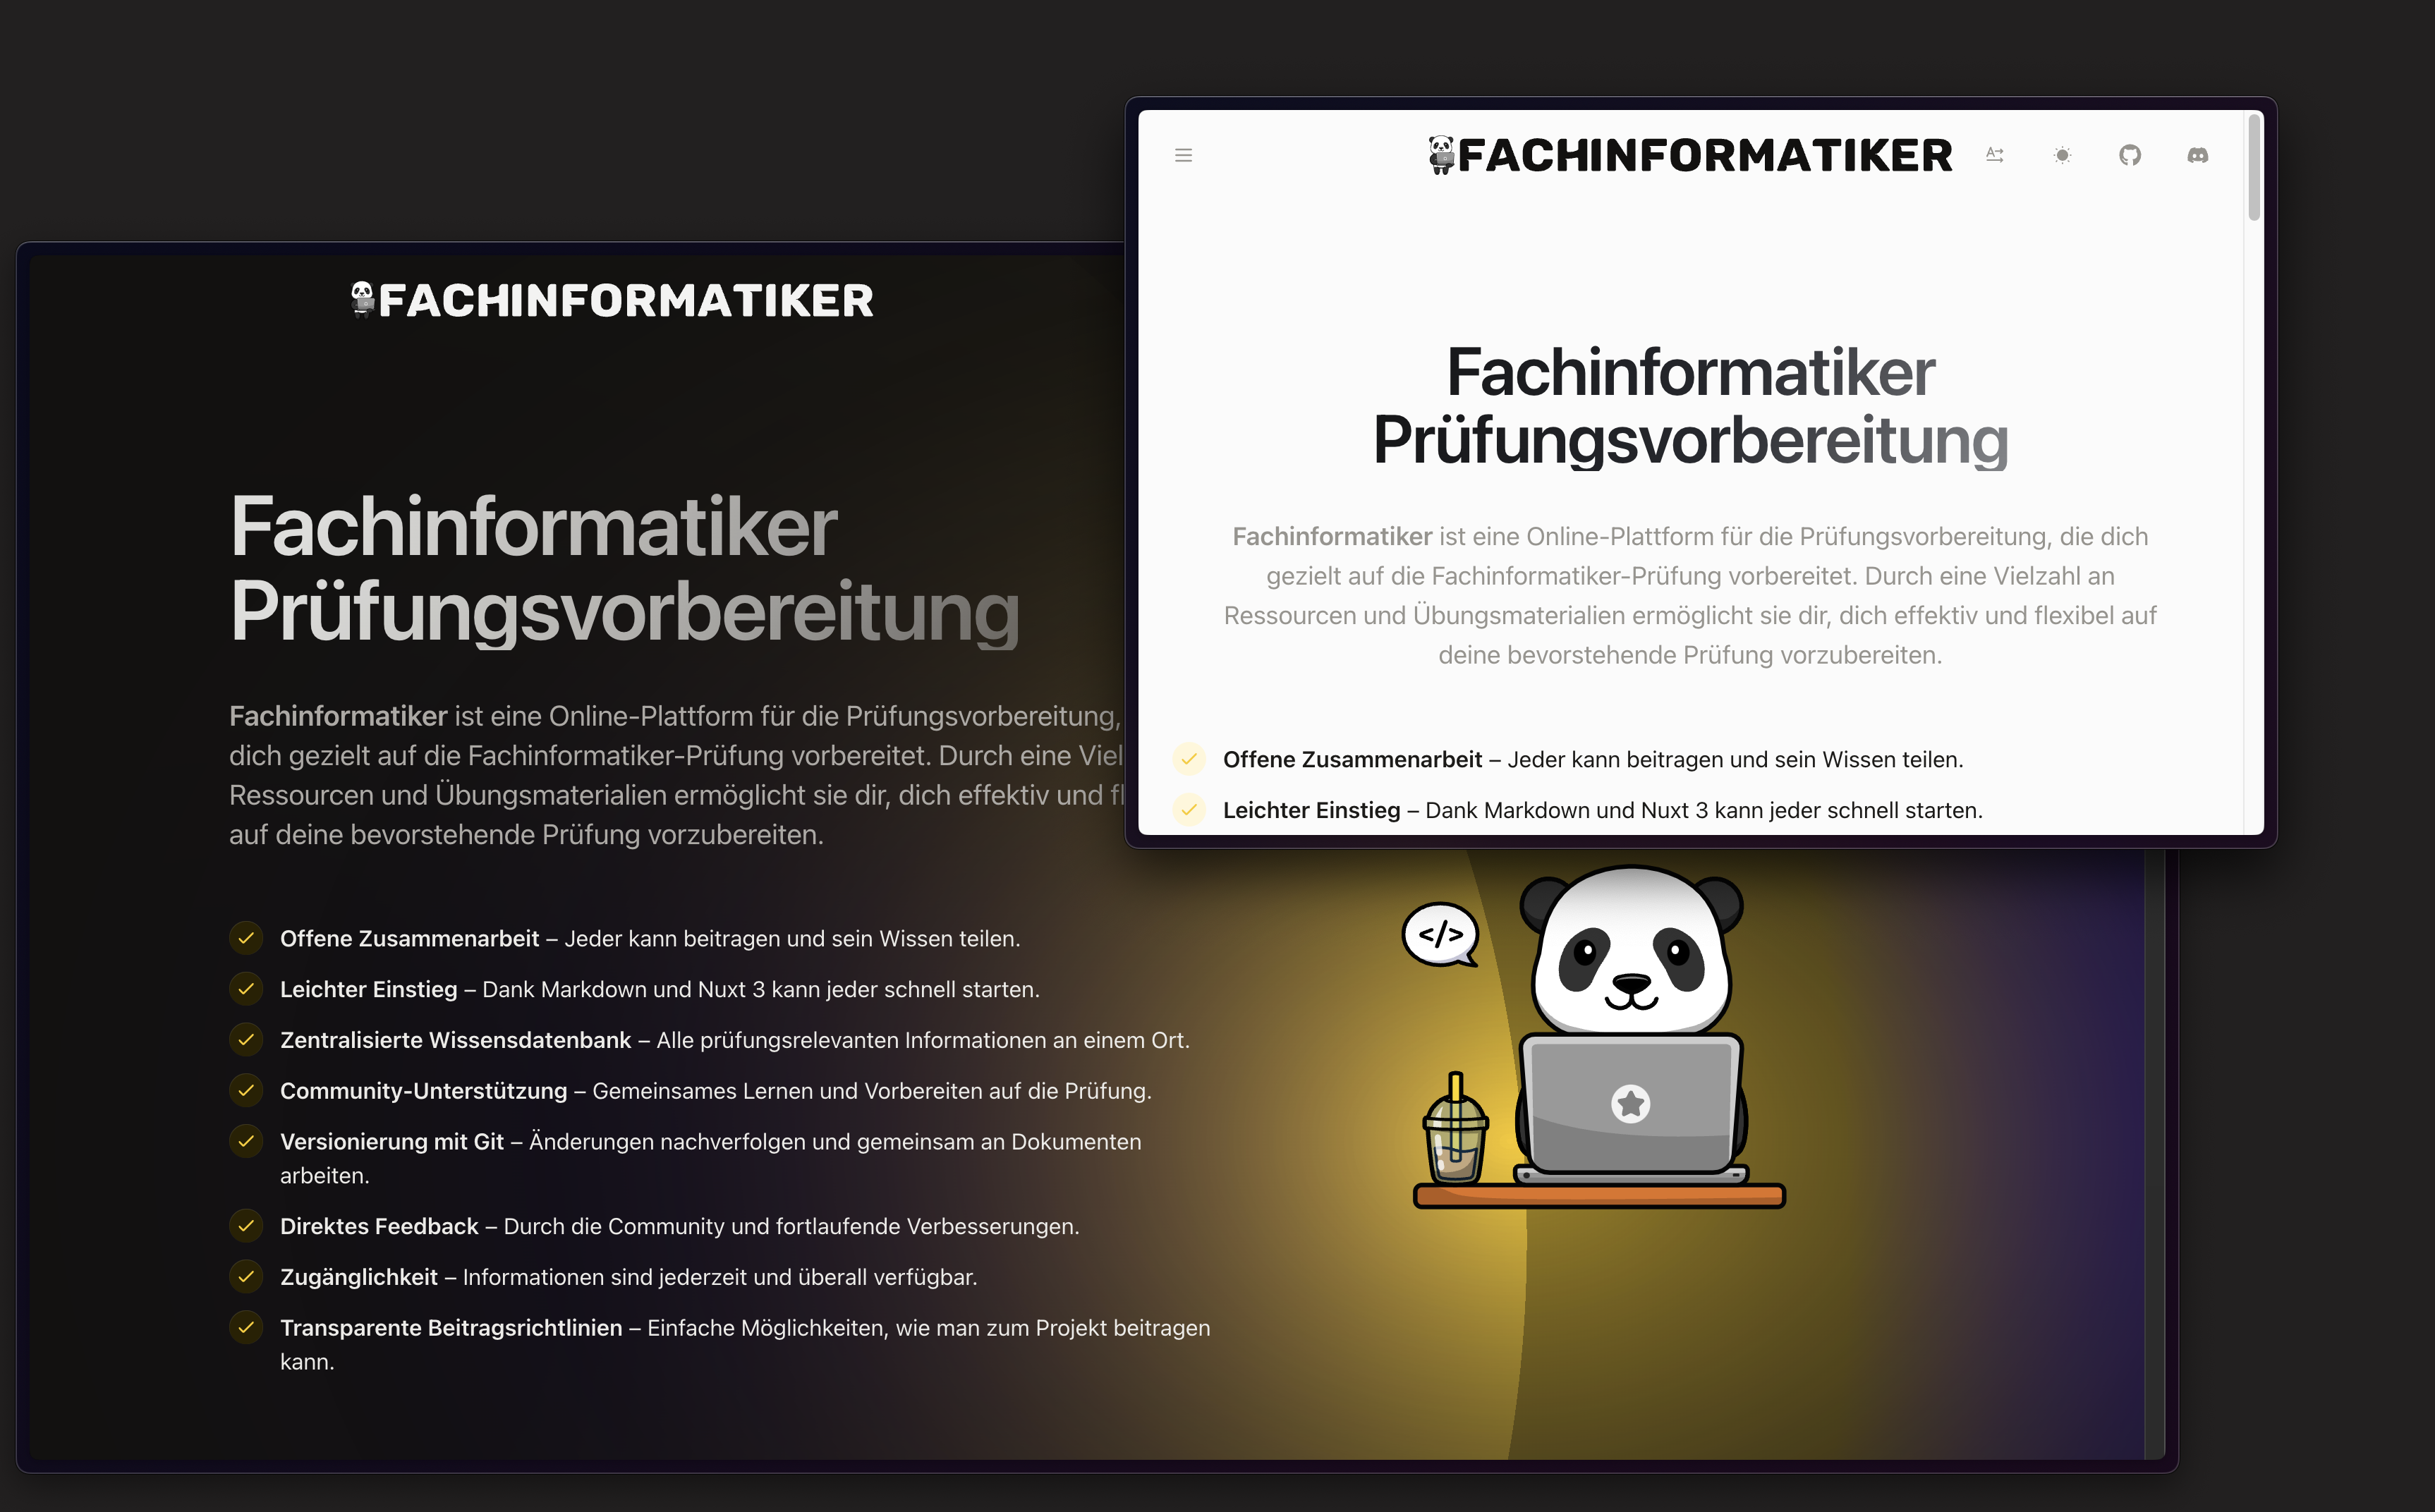 FACHINFORMATIKER
Fachinformatiker
Prüfungsvorbereitung
Fachinformatiker ist eine Online-Plattform für die Prüfungsvorbereitung,
dich gezielt auf die Fachinformatiker-Prüfung vorbereitet. Durch eine
Ressourcen und Übungsmaterialien ermöglicht sie dir, dich effektiv und
auf deine bevorstehende Prüfung vorzubereiten.
Offene Zusammenarbeit – Jeder kann beitragen und sein Wissen teilen.
Leichter Einstieg – Dank Markdown und Nuxt 3 kann jeder schnell starten.
Zentralisierte Wissensdatenbank – Alle prüfungsrelevanten Informationen an einem Ort.
Community-Unterstützung – Gemeinsames Lernen und Vorbereiten auf die Prüfung.
Versionierung mit Git – Änderungen nachverfolgen und gemeinsam an Dokumenten
arbeiten.
Direktes Feedback – Durch die Community und fortlaufende Verbesserungen.
Zugänglichkeit – Informationen sind jederzeit und überall verfügbar.
Transparente Beitragsrichtlinien – Einfache Möglichkeiten, wie man zum Projekt beitragen
kann.
</>
FACHINFORMATIKER
Fachinformatiker
Prüfungsvorbereitung
Fachinformatiker ist eine Online-Plattform für die Prüfungsvorbereitung, die dich
gezielt auf die Fachinformatiker-Prüfung vorbereitet. Durch eine Vielzahl an
Ressourcen und Übungsmaterialien ermöglicht sie dir, dich effektiv und flexibel auf
deine bevorstehende Prüfung vorzubereiten.
Offene Zusammenarbeit – Jeder kann beitragen und sein Wissen teilen.
Leichter Einstieg – Dank Markdown und Nuxt 3 kann jeder schnell starten.